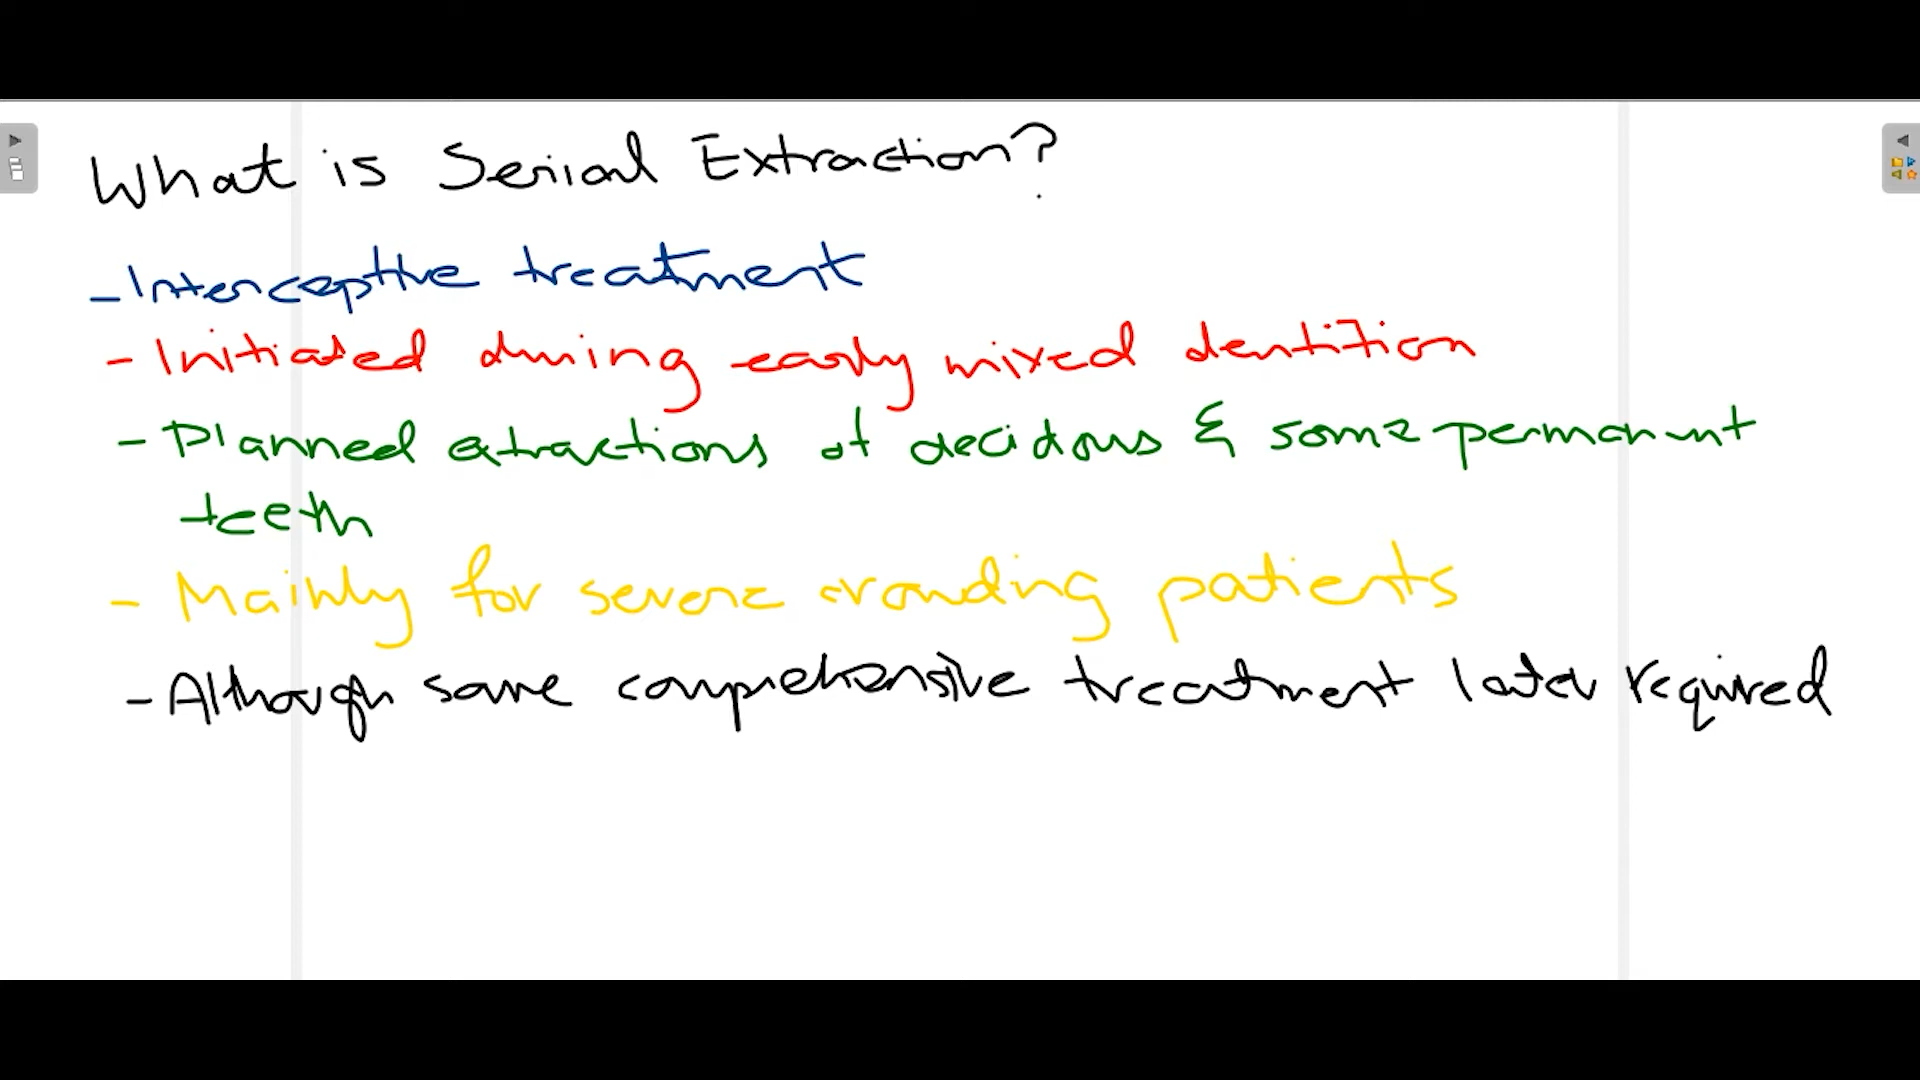 What is Serial Extraction?
- Interceptive treatment
- Initiated during early mixed dentition
- Planned extractions of decidous & some permanent
teeth
- Mainly for severe crowding patients
- Although some comprehensive treatment later required